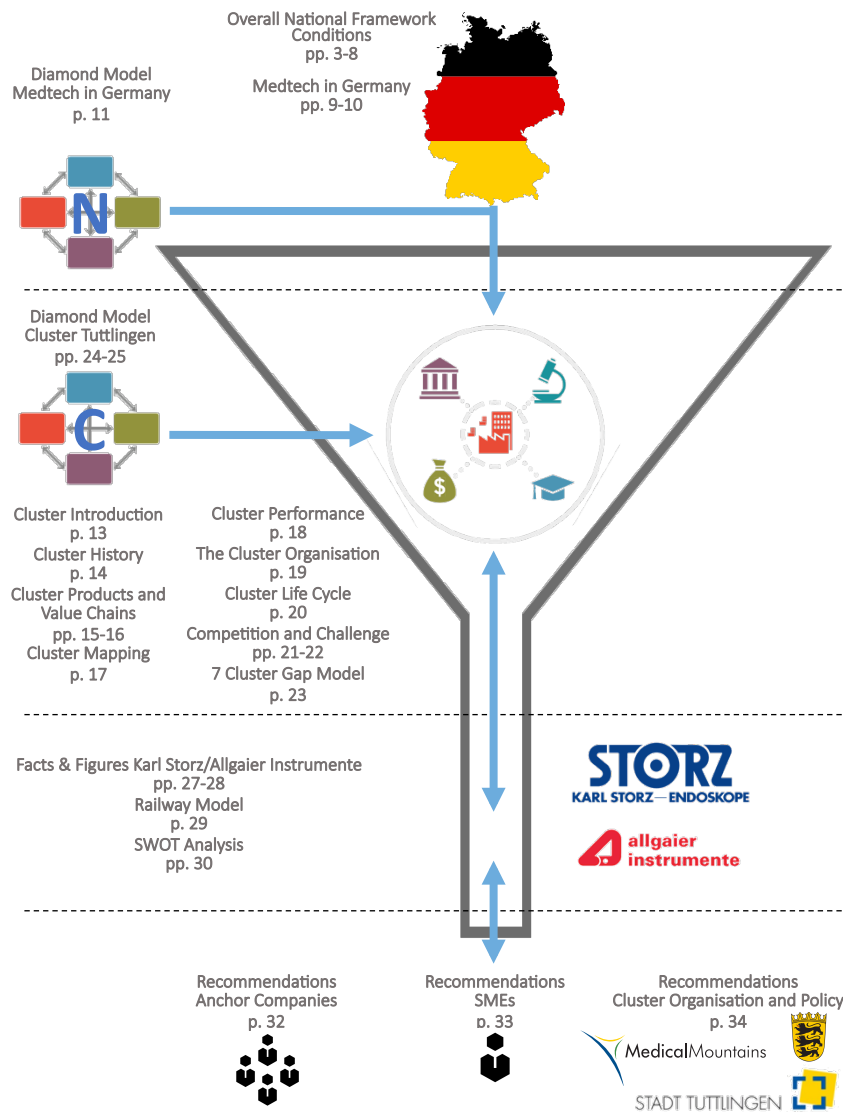 Overall National Framework
Conditions
pp. 3-8
Medtech in Germany
pp. 9-10
Diamond Model
Medtech in Germany
p. 11
N
Diamond Model
Cluster Tuttlingen
pp. 24-25
C
$
Cluster Introduction
p. 13
Cluster History
p. 14
Cluster Products and
Value Chains
pp. 15-16
Cluster Mapping
p. 17
Cluster Performance
p. 18
The Cluster Organisation
p. 19
Cluster Life Cycle
p. 20
Competition and Challenge
pp. 21-22
7 Cluster Gap Model
p. 23
Facts & Figures Karl Storz/Allgaier Instrumente
pp. 27-28
Railway Model
p. 29
SWOT Analysis
pp. 30
STORZ
KARL STORZ—ENDOSKOPE
allgaier
instrumente
Recommendations
Anchor Companies
p. 32
Recommendations
SMEs
p. 33
Recommendations
Cluster Organisation and Policy
p. 34
MedicalMountains
STADT TUTTLINGEN